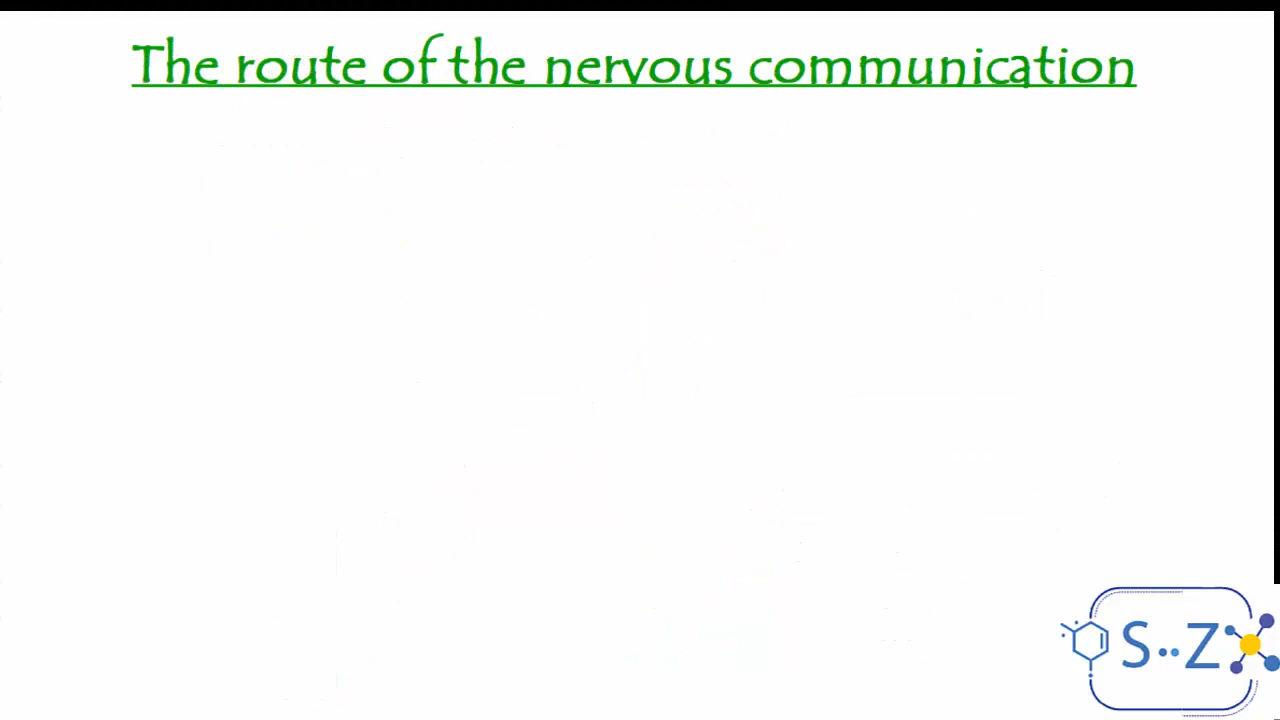 The route of the nervous communication
S..Z